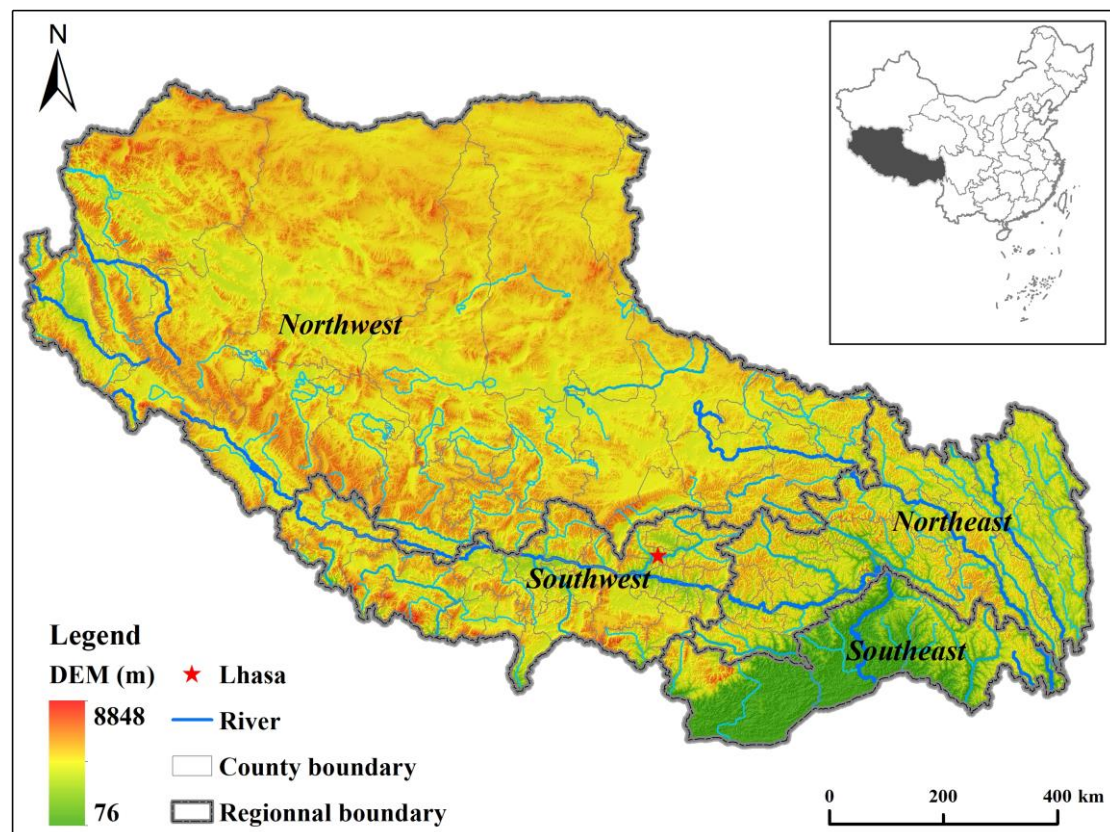 N
Northwest
Northeast
Southwest
Southeast
Legend
DEM (m)
8848
76
Lhasa
River
County boundary
Regionnal boundary
0 200 400 km